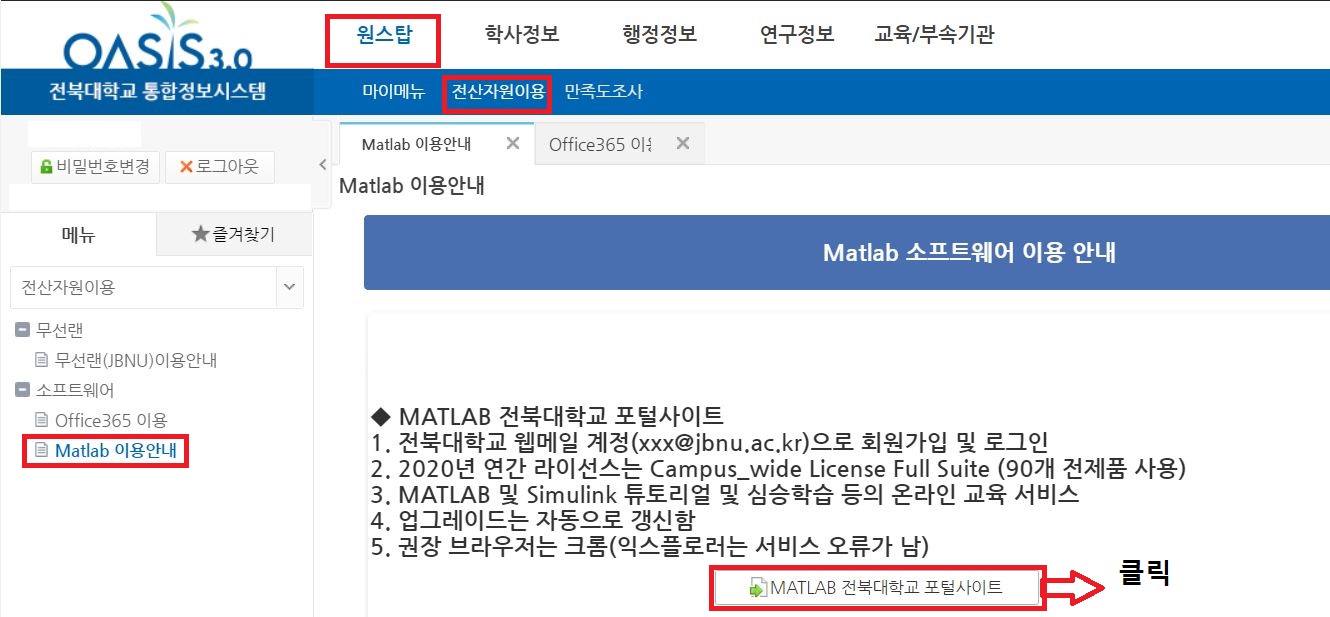 원스탑 학사정보 행정정보 연구정보 교육/부속기관
OASIS3.0
전북대학교 통합정보시스템
마이메뉴 전산자원이용 만족도조사
Matlab 이용안내 Office365 이용
비밀번호변경 로그아웃
Matlab 이용안내
메뉴 즐겨찾기
Matlab 소프트웨어 이용 안내
전산자원이용
무선랜
무선랜(JBNU)이용안내
소프트웨어
Office365 이용
Matlab 이용안내
◆ MATLAB 전북대학교 포털사이트
1. 전북대학교 웹메일 계정(xxx@jbnu.ac.kr)으로 회원가입 및 로그인
2. 2020년 연간 라이선스는 Campus_wide License Full Suite (90개 전제품 사용)
3. MATLAB 및 Simulink 튜토리얼 및 심승학습 등의 온라인 교육 서비스
4. 업그레이드는 자동으로 갱신함
5. 권장 브라우저는 크롬(익스플로러는 서비스 오류가 남)
MATLAB 전북대학교 포털사이트
클릭